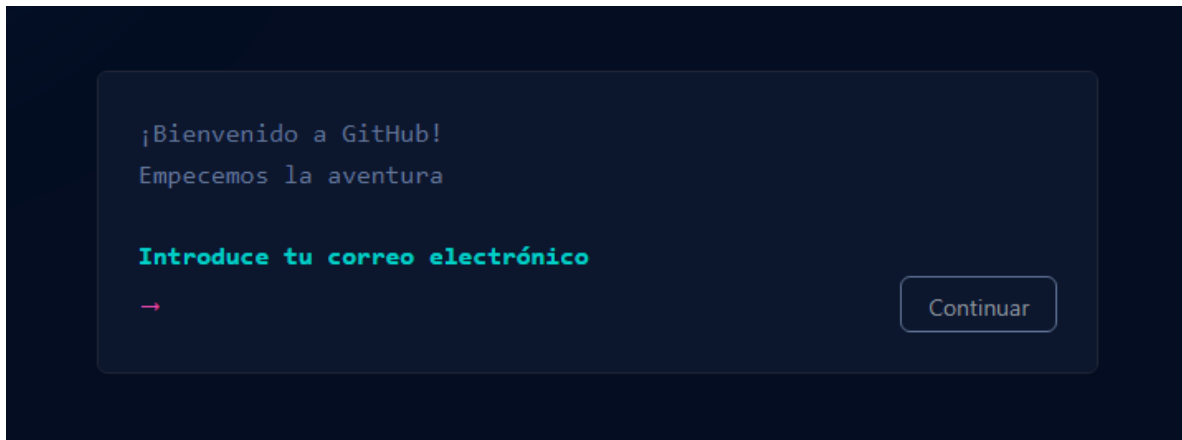 ¡Bienvenido a GitHub!
Empecemos la aventura
Introduce tu correo electrónico
→
Continuar